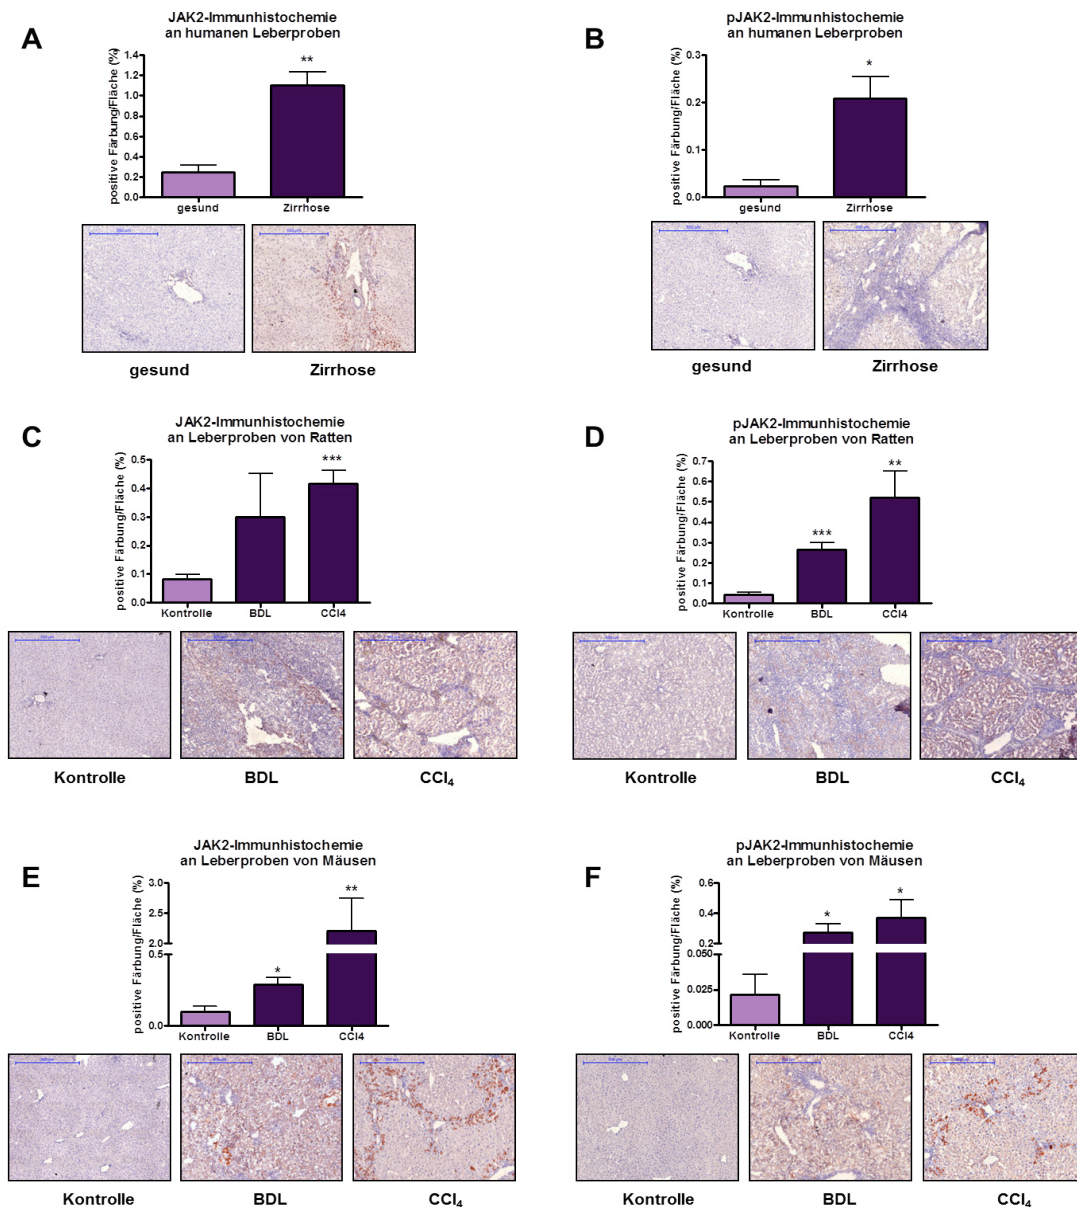 A
JAK2-Immunhistochemie
an humanen Leberproben
positive Färbung/Fläche (%)
1.4
1.2
1.0
0.8
0.6
0.4
0.2
0.0
**
gesund
Zirrhose
500 µm
gesund
Zirrhose
B
pJAK2-Immunhistochemie
an humanen Leberproben
positive Färbung/Fläche (%)
0.3
0.2
0.1
0.0
*
gesund
Zirrhose
500 µm
gesund
Zirrhose
C
JAK2-Immunhistochemie
an Leberproben von Ratten
positive Färbung/Fläche (%)
0.5
0.4
0.3
0.2
0.1
0.0
***
Kontrolle
BDL
CCl4
Kontrolle
BDL
CCl₄
D
pJAK2-Immunhistochemie
an Leberproben von Ratten
positive Färbung/Fläche (%)
0.7
0.6
0.5
0.4
0.3
0.2
0.1
0.0
***
**
Kontrolle
BDL
CCl4
Kontrolle
BDL
CCl₄
E
JAK2-Immunhistochemie
an Leberproben von Mäusen
positive Färbung/Fläche (%)
3.0
2.5
2.0
0.5
0.0
*
**
Kontrolle
BDL
CCl4
Kontrolle
BDL
CCl₄
F
pJAK2-Immunhistochemie
an Leberproben von Mäusen
positive Färbung/Fläche (%)
0.6
0.4
0.2
0.050
0.025
0.000
*
*
Kontrolle
BDL
CCl4
Kontrolle
BDL
CCl₄